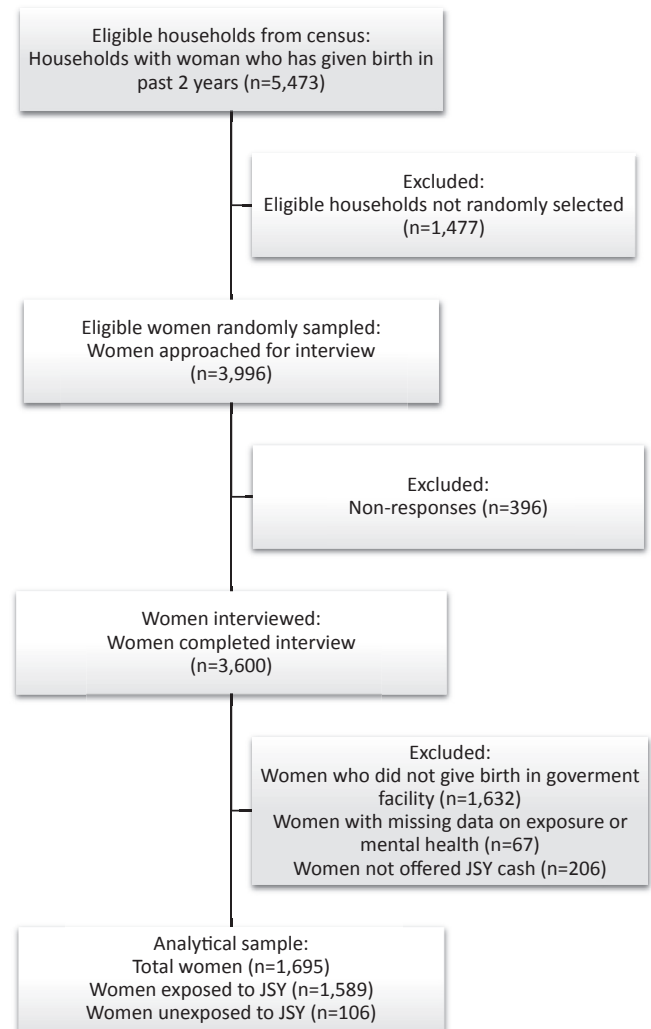 Eligible households from census:
Households with woman who has given birth in
past 2 years (n=5,473)
Excluded:
Eligible households not randomly selected
(n=1,477)
Eligible women randomly sampled:
Women approached for interview
(n=3,996)
Excluded:
Non-responses (n=396)
Women interviewed:
Women completed interview
(n=3,600)
Excluded:
Women who did not give birth in goverment
facility (n=1,632)
Women with missing data on exposure or
mental health (n=67)
Women not offered JSY cash (n=206)
Analytical sample:
Total women (n=1,695)
Women exposed to JSY (n=1,589)
Women unexposed to JSY (n=106)